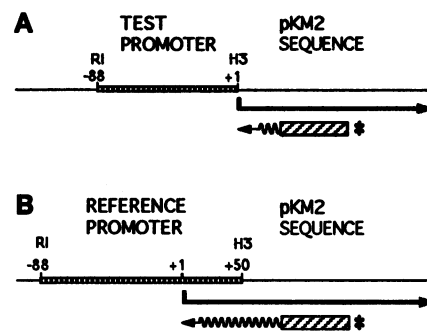 A TEST PROMOTER pKM2 SEQUENCE
RI H3
-88 +1
*
B REFERENCE PROMOTER pKM2 SEQUENCE
RI H3
-88 +1 +50
*